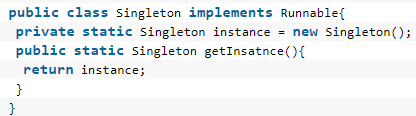 public class Singleton implements Runnable{
private static Singleton instance = new Singleton();
public static Singleton getInsatnce(){
return instance;
}
}